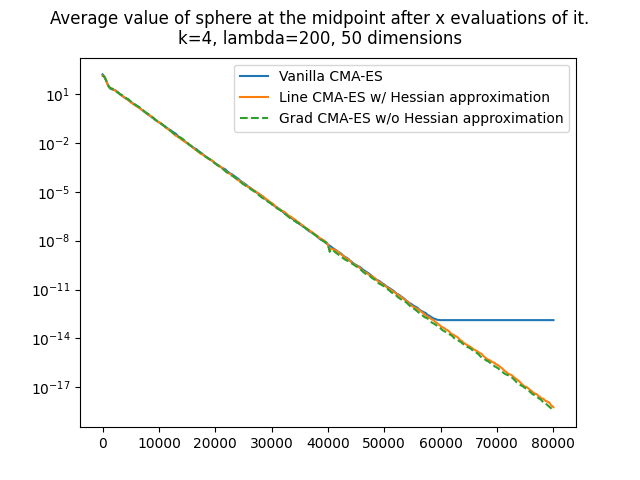 Average value of sphere at the midpoint after x evaluations of it.
k=4, lambda=200, 50 dimensions
Vanilla CMA-ES
Line CMA-ES w/ Hessian approximation
Grad CMA-ES w/o Hessian approximation
10^1
10^-2
10^-5
10^-8
10^-11
10^-14
10^-17
0 10000 20000 30000 40000 50000 60000 70000 80000